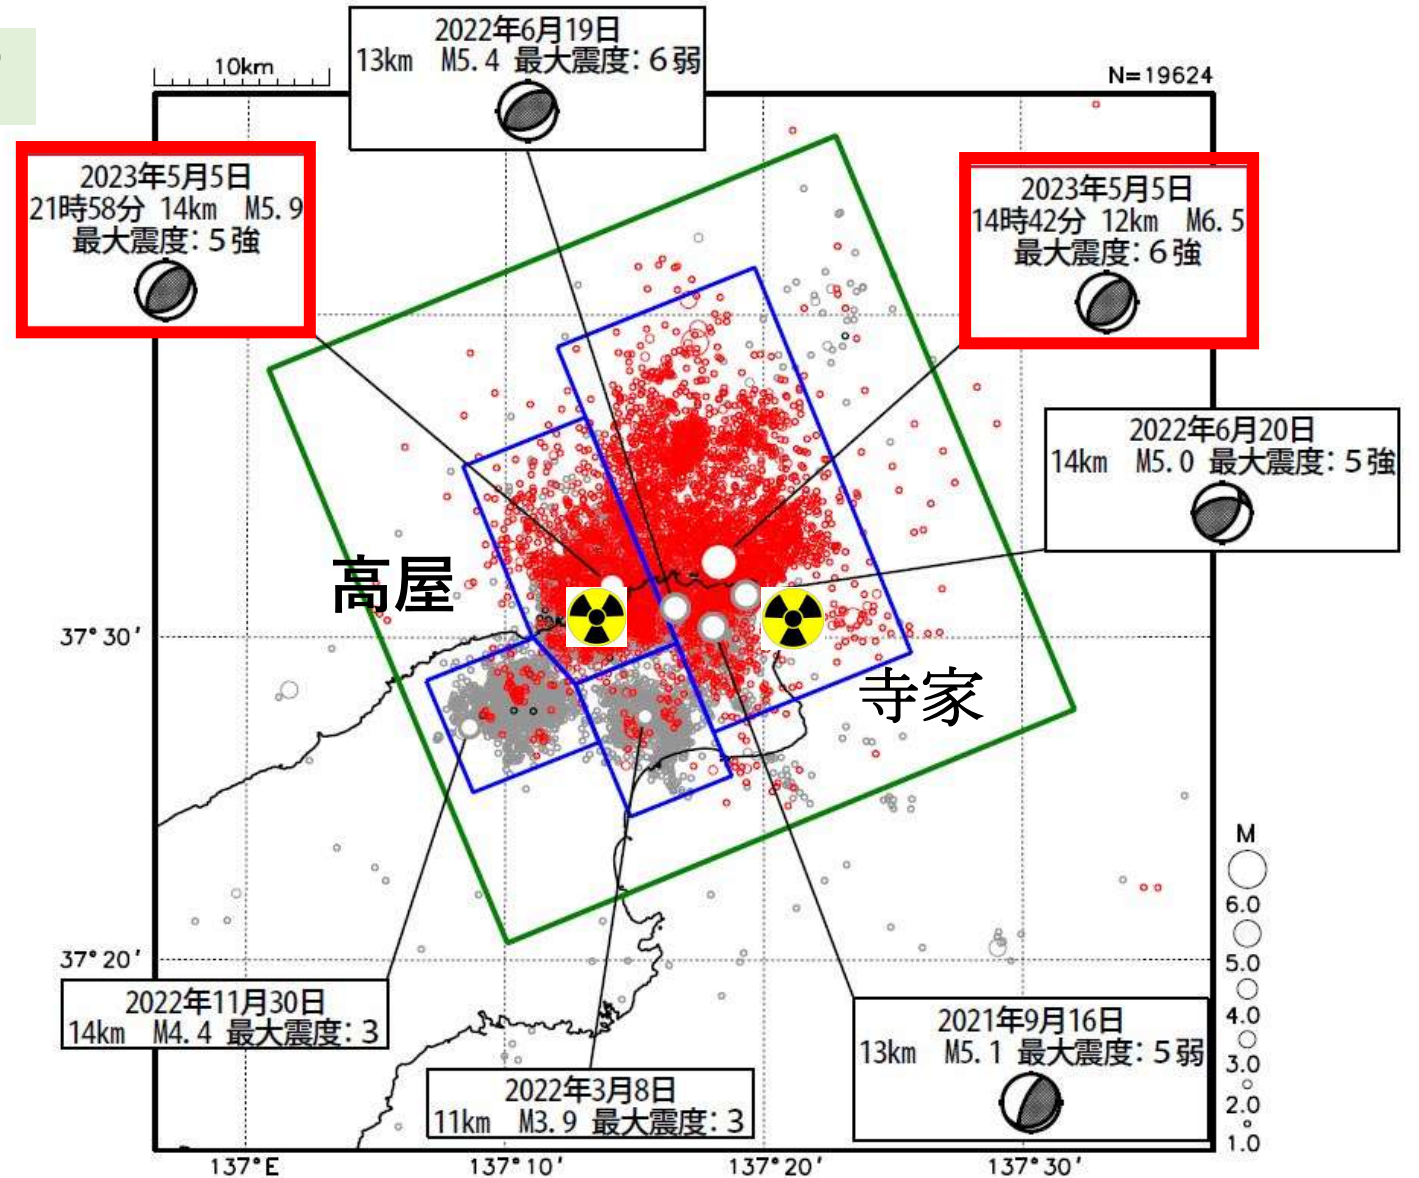 10km
N=19624
2022年6月19日
13km M5.4 最大震度:6弱
2023年5月5日
21時58分 14km M5.9
最大震度:5強
2023年5月5日
14時42分 12km M6.5
最大震度:6強
2022年6月20日
14km M5.0 最大震度:5強
高屋
寺家
37°30′
37°20′
2022年11月30日
14km M4.4 最大震度:3
2022年3月8日
11km M3.9 最大震度:3
2021年9月16日
13km M5.1 最大震度:5弱
M
6.0
5.0
4.0
3.0
2.0
1.0
137°E
137°10′
137°20′
137°30′